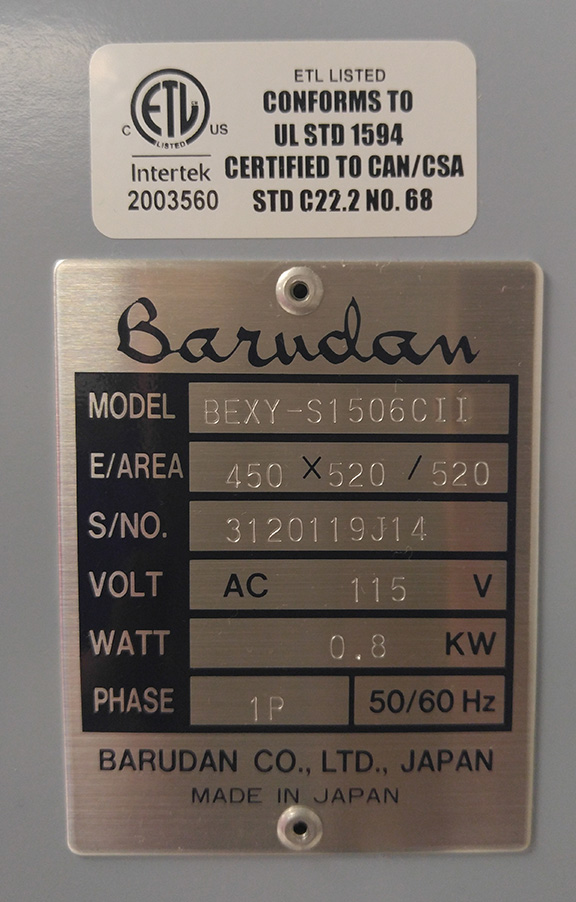 ETL LISTED
CONFORMS TO
UL STD 1594
CERTIFIED TO CAN/CSA
STD C22.2 NO. 68
C ETL US
LISTED
Intertek
2003560
Barudan
MODEL BEXY-S1506CII
E/AREA 450 X 520 / 520
S/NO. 3120119J14
VOLT AC 115 V
WATT 0.8 KW
PHASE 1P 50/60 Hz
BARUDAN CO., LTD., JAPAN
MADE IN JAPAN